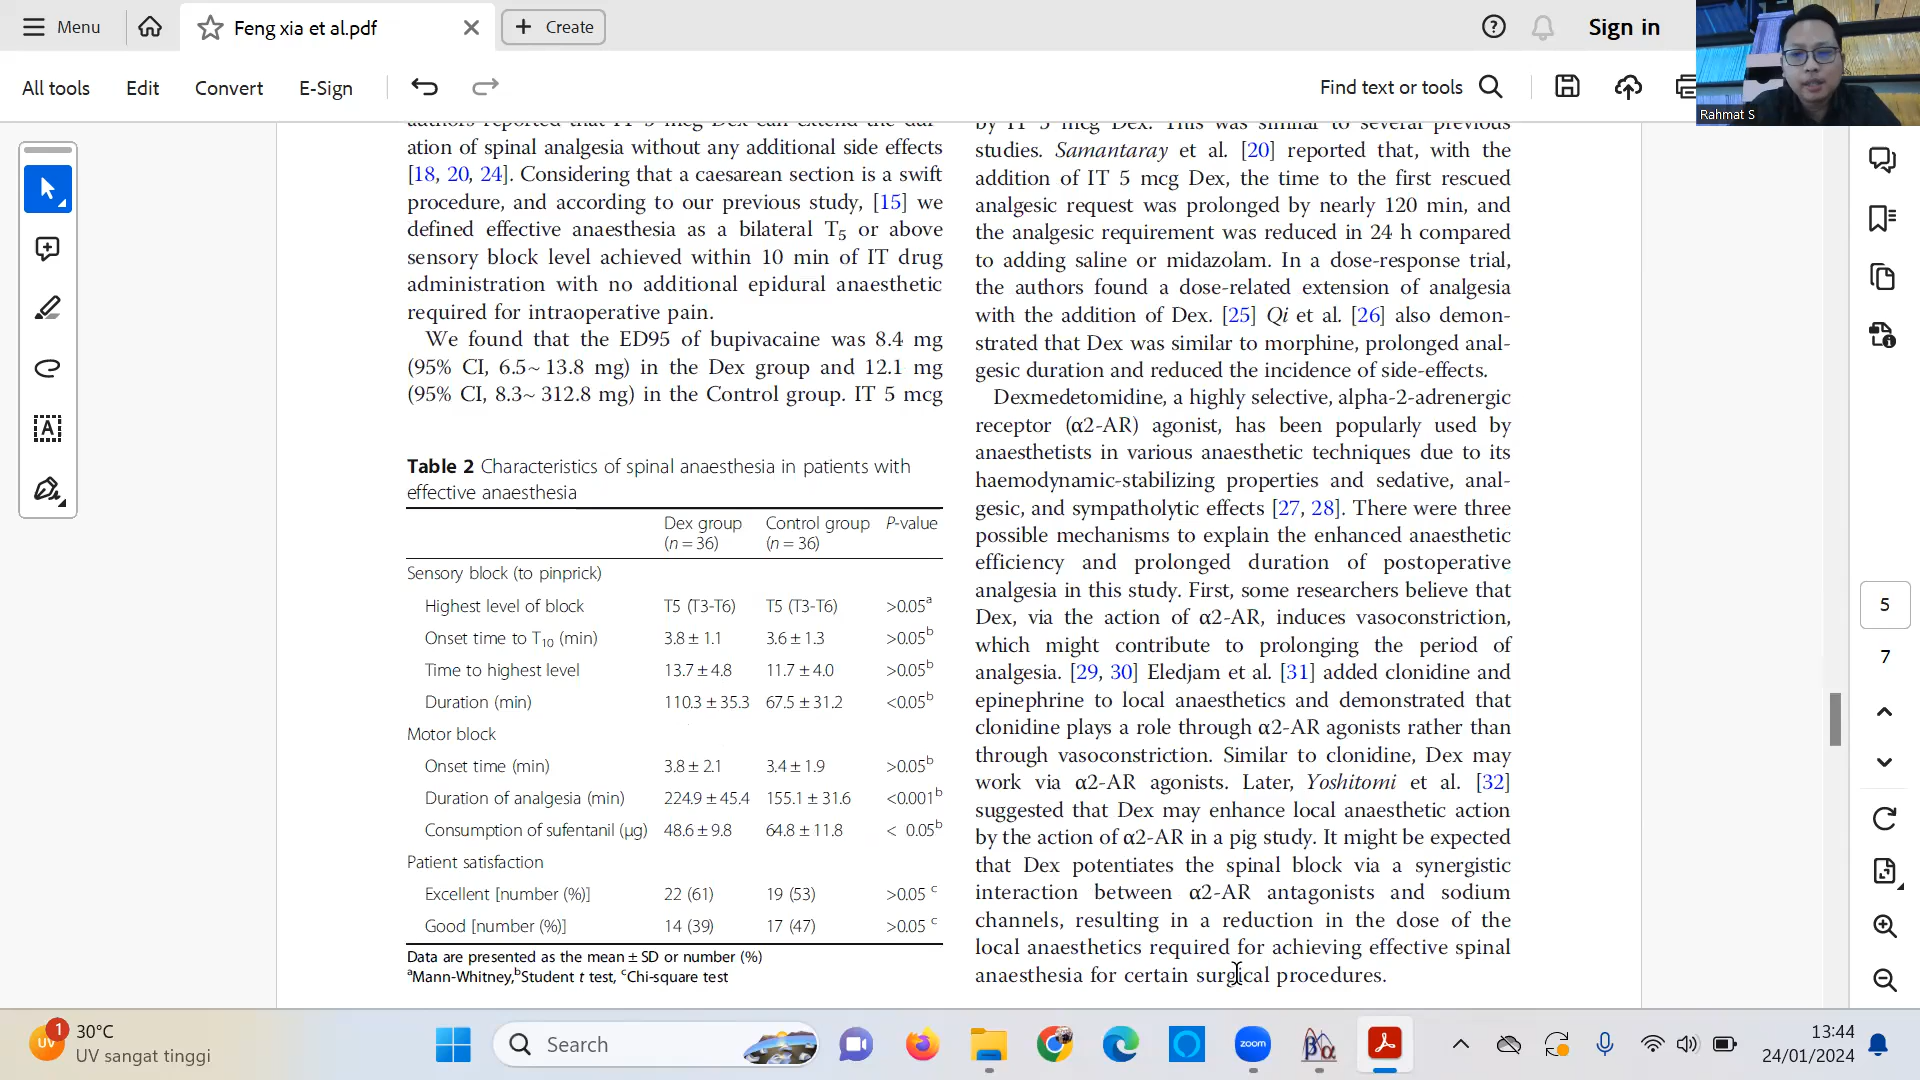 Menu
Feng xia et al.pdf
Create
Sign in
All tools
Edit
Convert
E-Sign
Find text or tools
Rahmat S
authors reported that IT 5 mcg Dex can extend the dur-
ation of spinal analgesia without any additional side effects
[18, 20, 24]. Considering that a caesarean section is a swift
procedure, and according to our previous study, [15] we
defined effective anaesthesia as a bilateral T5 or above
sensory block level achieved within 10 min of IT drug
administration with no additional epidural anaesthetic
required for intraoperative pain.
We found that the ED95 of bupivacaine was 8.4 mg
(95% CI, 6.5~ 13.8 mg) in the Dex group and 12.1 mg
(95% CI, 8.3~ 312.8 mg) in the Control group. IT 5 mcg
Table 2 Characteristics of spinal anaesthesia in patients with
effective anaesthesia
Dex group Control group P-value
(n = 36) (n = 36)
Sensory block (to pinprick)
Highest level of block T5 (T3-T6) T5 (T3-T6) >0.05a
Onset time to T10 (min) 3.8 ± 1.1 3.6 ± 1.3 >0.05b
Time to highest level 13.7 ± 4.8 11.7 ± 4.0 >0.05b
Duration (min) 110.3 ± 35.3 67.5 ± 31.2 <0.05b
Motor block
Onset time (min) 3.8 ± 2.1 3.4 ± 1.9 >0.05b
Duration of analgesia (min) 224.9 ± 45.4 155.1 ± 31.6 <0.001b
Consumption of sufentanil (μg) 48.6 ± 9.8 64.8 ± 11.8 < 0.05b
Patient satisfaction
Excellent [number (%)] 22 (61) 19 (53) >0.05 c
Good [number (%)] 14 (39) 17 (47) >0.05 c
Data are presented as the mean ± SD or number (%)
aMann-Whitney,bStudent t test, cChi-square test
by IT 5 mcg Dex. This was similar to several previous
studies. Samantaray et al. [20] reported that, with the
addition of IT 5 mcg Dex, the time to the first rescued
analgesic request was prolonged by nearly 120 min, and
the analgesic requirement was reduced in 24 h compared
to adding saline or midazolam. In a dose-response trial,
the authors found a dose-related extension of analgesia
with the addition of Dex. [25] Qi et al. [26] also demon-
strated that Dex was similar to morphine, prolonged anal-
gesic duration and reduced the incidence of side-effects.
Dexmedetomidine, a highly selective, alpha-2-adrenergic
receptor (α2-AR) agonist, has been popularly used by
anaesthetists in various anaesthetic techniques due to its
haemodynamic-stabilizing properties and sedative, anal-
gesic, and sympatholytic effects [27, 28]. There were three
possible mechanisms to explain the enhanced anaesthetic
efficiency and prolonged duration of postoperative
analgesia in this study. First, some researchers believe that
Dex, via the action of α2-AR, induces vasoconstriction,
which might contribute to prolonging the period of
analgesia. [29, 30] Eledjam et al. [31] added clonidine and
epinephrine to local anaesthetics and demonstrated that
clonidine plays a role through α2-AR agonists rather than
through vasoconstriction. Similar to clonidine, Dex may
work via α2-AR agonists. Later, Yoshitomi et al. [32]
suggested that Dex may enhance local anaesthetic action
by the action of α2-AR in a pig study. It might be expected
that Dex potentiates the spinal block via a synergistic
interaction between α2-AR antagonists and sodium
channels, resulting in a reduction in the dose of the
local anaesthetics required for achieving effective spinal
anaesthesia for certain surgical procedures.
5
7
UV 1
30°C
UV sangat tinggi
Search
zoom
βα
13:44
24/01/2024